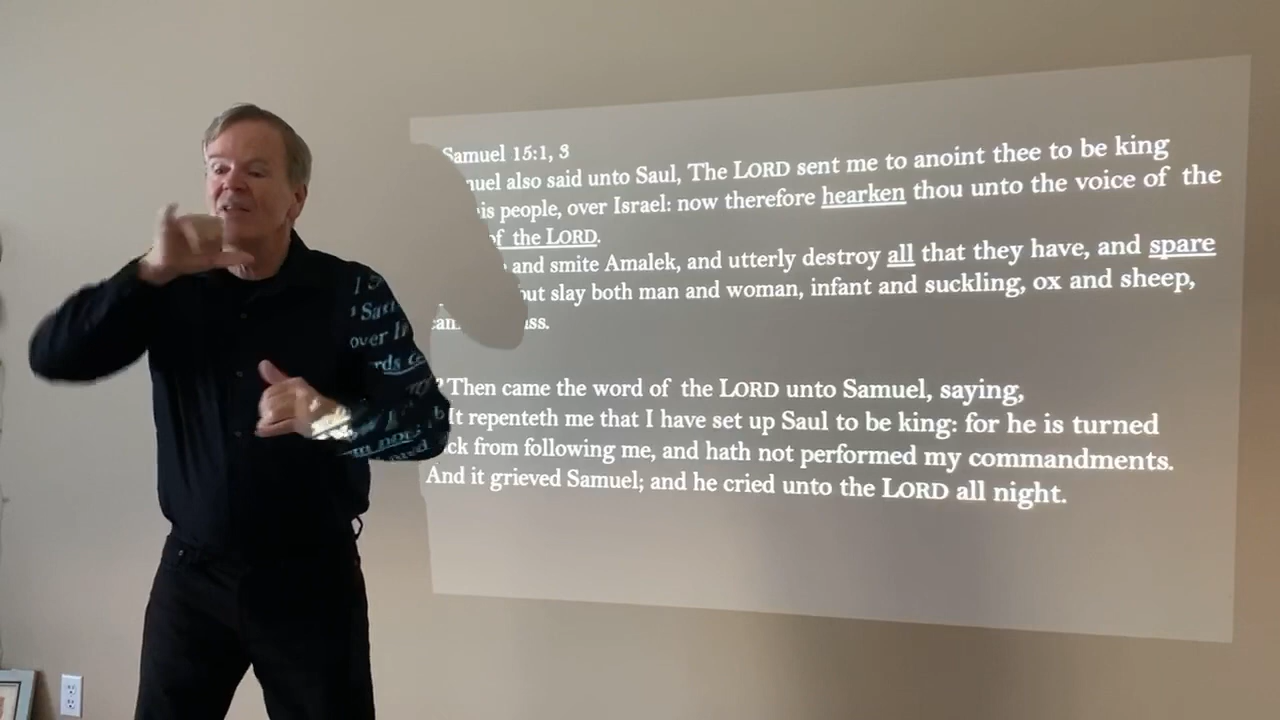 Samuel 15:1, 3
also said unto Saul, The LORD sent me to anoint thee to be king
people, over Israel: now therefore hearken thou unto the voice of the
of the LORD.
and smite Amalek, and utterly destroy all that they have, and spare
but slay both man and woman, infant and suckling, ox and sheep,
Then came the word of the LORD unto Samuel, saying,
It repenteth me that I have set up Saul to be king: for he is turned
from following me, and hath not performed my commandments.
And it grieved Samuel; and he cried unto the LORD all night.
over